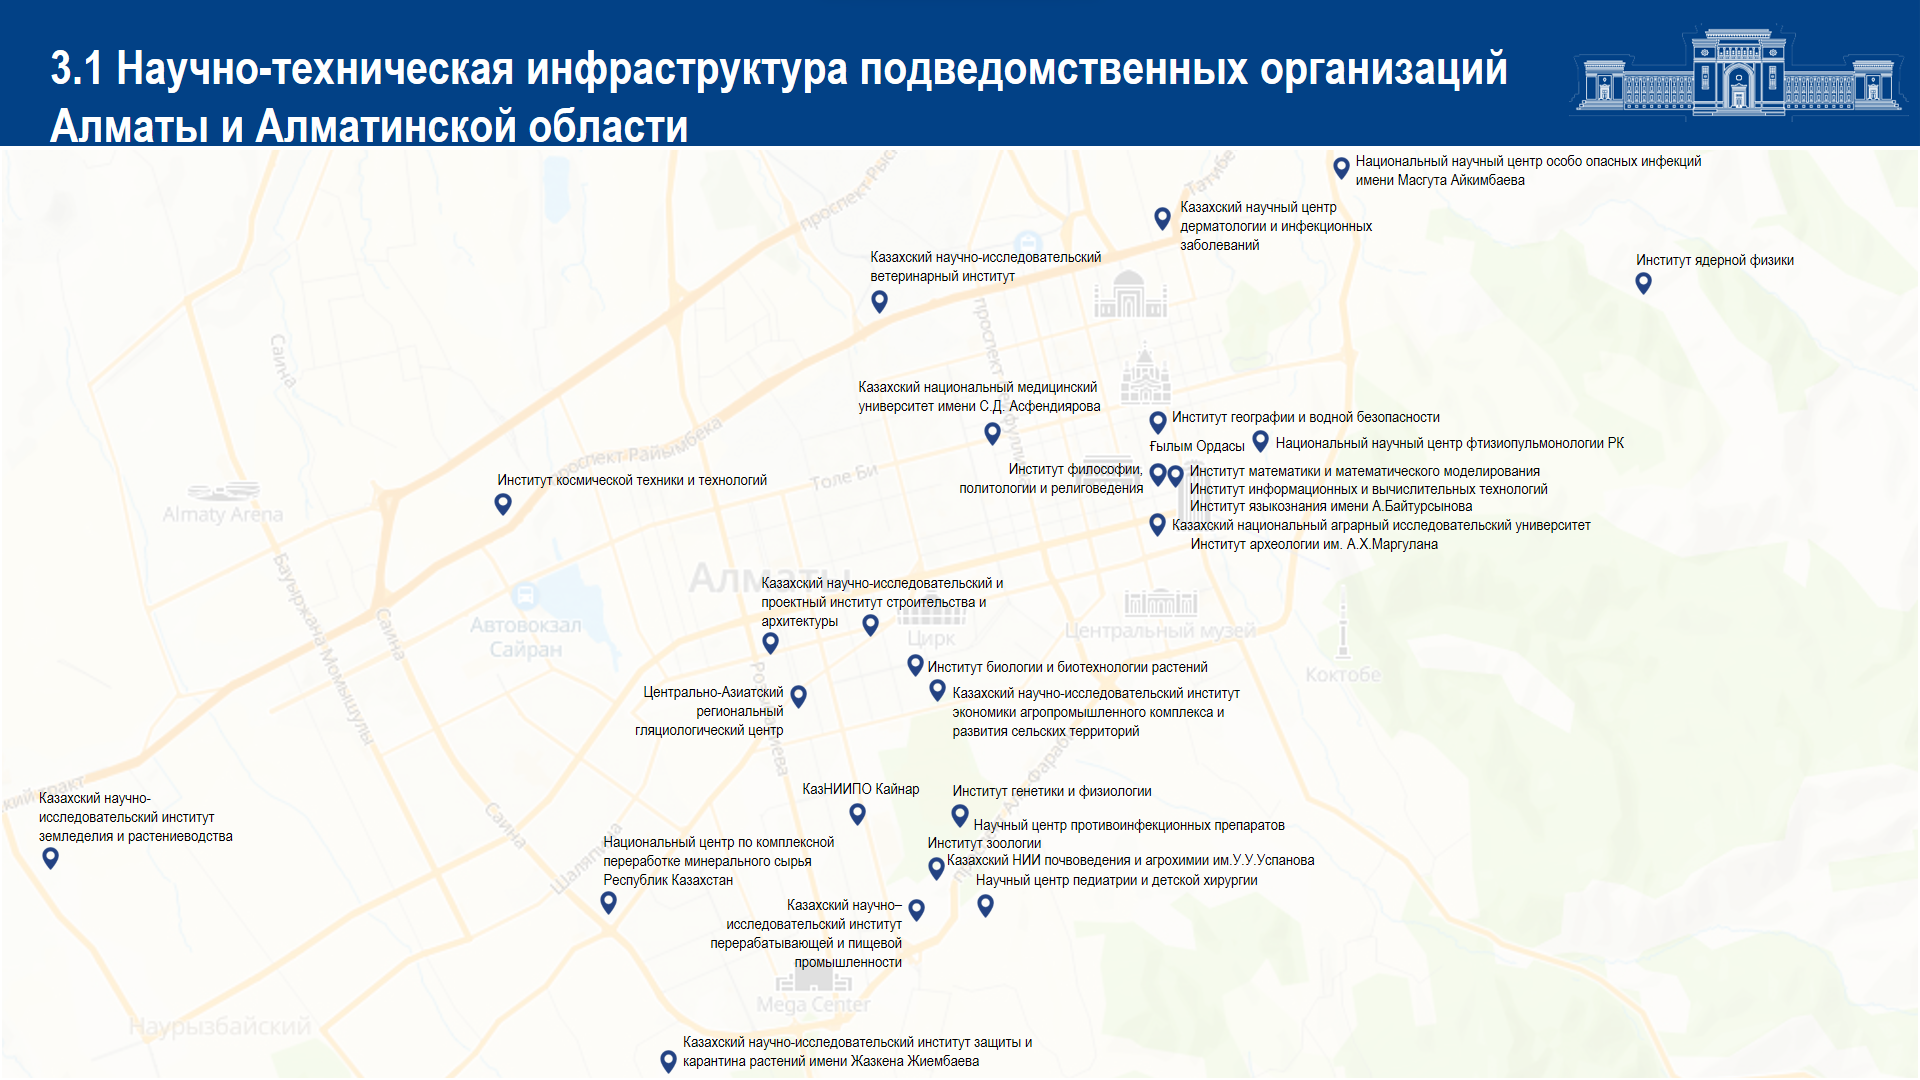 3.1 Научно-техническая инфраструктура подведомственных организаций
Алматы и Алматинской области
Национальный научный центр особо опасных инфекций
имени Масгута Айкимбаева
проспект Рыс
Татибе
Казахский научный центр
дерматологии и инфекционных
заболеваний
Казахский научно-исследовательский
ветеринарный институт
Институт ядерной физики
Саина
Казахский национальный медицинский
университет имени С.Д. Асфендиярова
Институт географии и водной безопасности
Ғылым Ордасы
Национальный научный центр фтизиопульмонологии РК
проспект Райымбека
Толе Би
Институт философии,
политологии и религоведения
Институт математики и математического моделирования
Институт информационных и вычислительных технологий
Институт языкознания имени А.Байтурсынова
Казахский национальный аграрный исследовательский университет
Институт археологии им. А.Х.Маргулана
Институт космической техники и технологий
Almaty Arena
Бауыржана Момышулы
Саина
Алматы
Казахский научно-исследовательский и
проектный институт строительства и
архитектуры
Автовокзал
Сайран
Цирк
Центральный музей
Коктобе
Институт биологии и биотехнологии растений
Центрально-Азиатский
региональный
гляциологический центр
Казахский научно-исследовательский институт
экономики агропромышленного комплекса и
развития сельских территорий
КазНИИПО Кайнар
Институт генетики и физиологии
Казахский научно-
исследовательский институт
земледелия и растениеводства
Саина
Шаляпина
Научный центр противоинфекционных препаратов
Институт зоологии
Казахский НИИ почвоведения и агрохимии им.У.У.Успанова
Научный центр педиатрии и детской хирургии
Национальный центр по комплексной
переработке минерального сырья
Республик Казахстан
Казахский научно–
исследовательский институт
перерабатывающей и пищевой
промышленности
Mega Center
Наурызбайский
Казахский научно-исследовательский институт защиты и
карантина растений имени Жазкена Жиембаева